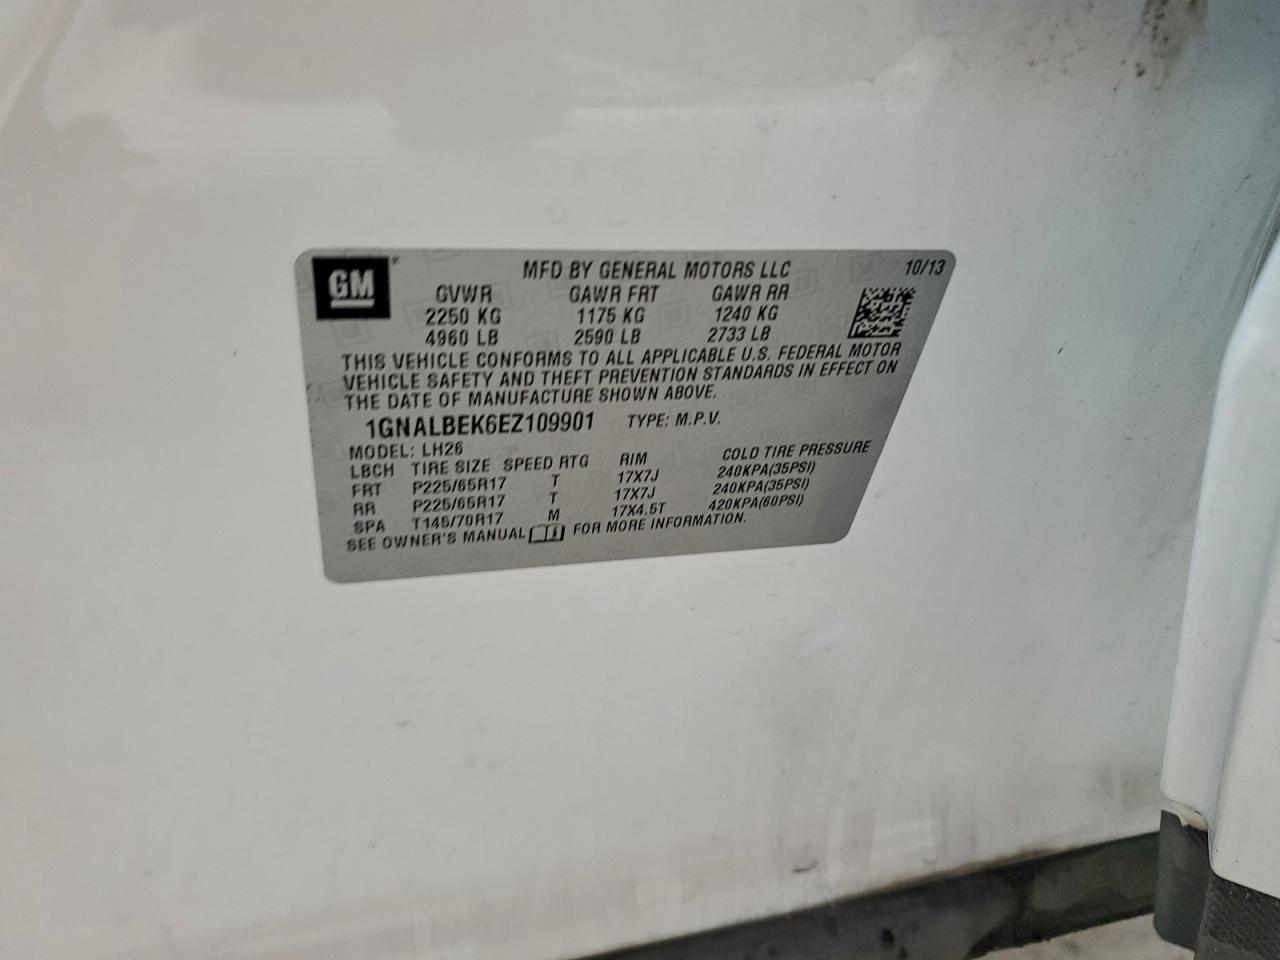 GM
MFD BY GENERAL MOTORS LLC 10/13
GVWR GAWR FRT GAWR RR
2250 KG 1175 KG 1240 KG
4960 LB 2590 LB 2733 LB
THIS VEHICLE CONFORMS TO ALL APPLICABLE U.S. FEDERAL MOTOR
VEHICLE SAFETY AND THEFT PREVENTION STANDARDS IN EFFECT ON
THE DATE OF MANUFACTURE SHOWN ABOVE.
1GNALBEK6EZ109901 TYPE: M.P.V.
MODEL: LH26
LBCH TIRE SIZE SPEED RTG RIM COLD TIRE PRESSURE
FRT P225/65R17 T 17X7J 240KPA(35PSI)
RR P225/65R17 T 17X7J 240KPA(35PSI)
SPA T145/70R17 M 17X4.5T 420KPA(60PSI)
SEE OWNER'S MANUAL FOR MORE INFORMATION.